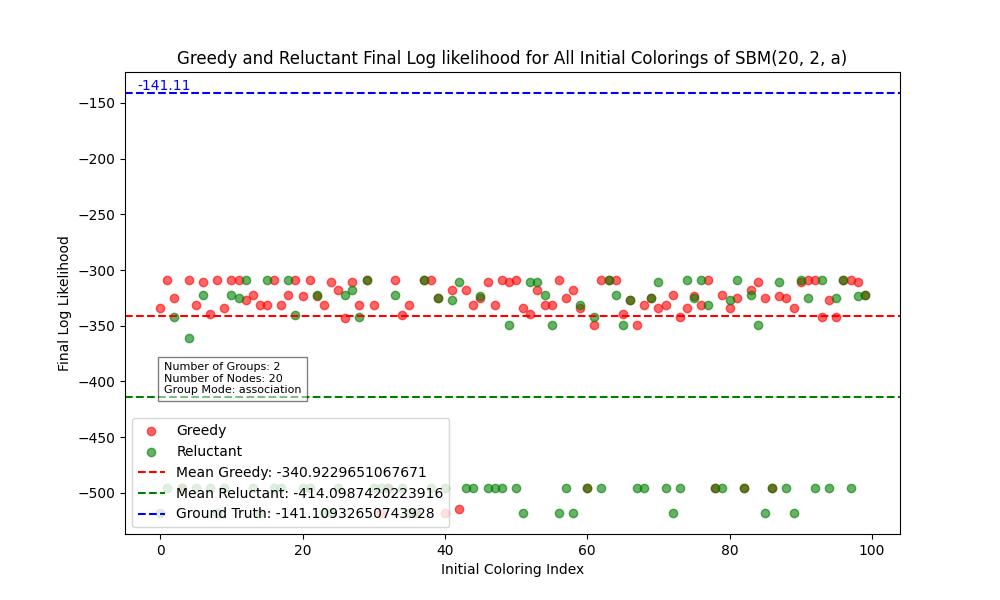 Greedy and Reluctant Final Log likelihood for All Initial Colorings of SBM(20, 2, a)
-141.11
−150
−200
−250
−300
−350
−400
−450
−500
Final Log Likelihood
Number of Groups: 2
Number of Nodes: 20
Group Mode: association
Greedy
Reluctant
Mean Greedy: -340.9229651067671
Mean Reluctant: -414.0987420223916
Ground Truth: -141.10932650743928
0
20
40
60
80
100
Initial Coloring Index